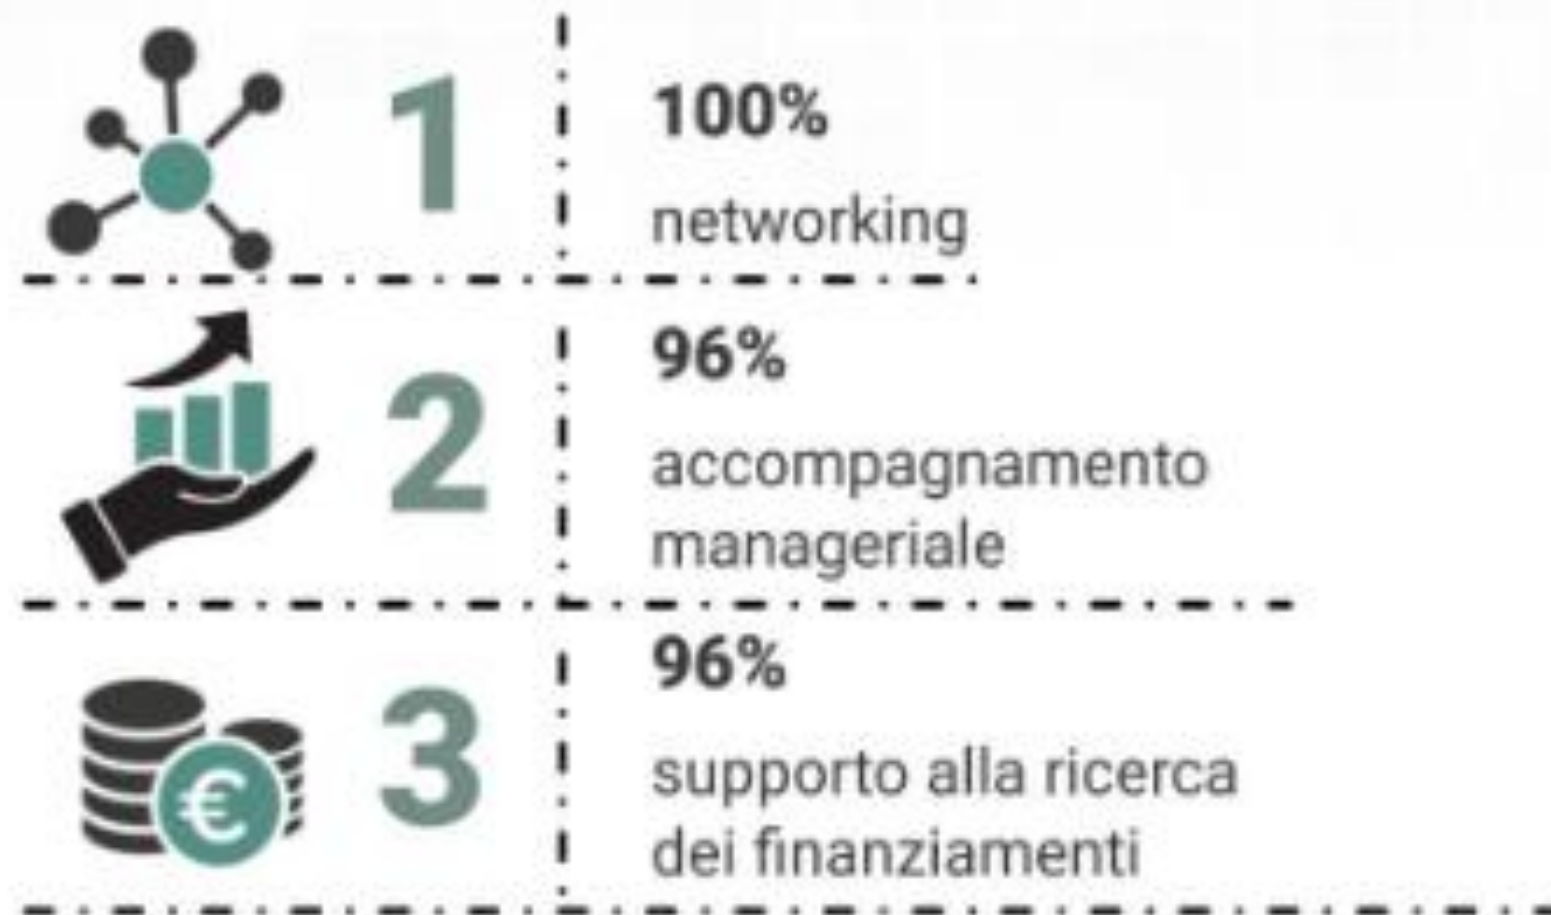 1
100%
networking
2
96%
accompagnamento
manageriale
3
96%
€
supporto alla ricerca
dei finanziamenti